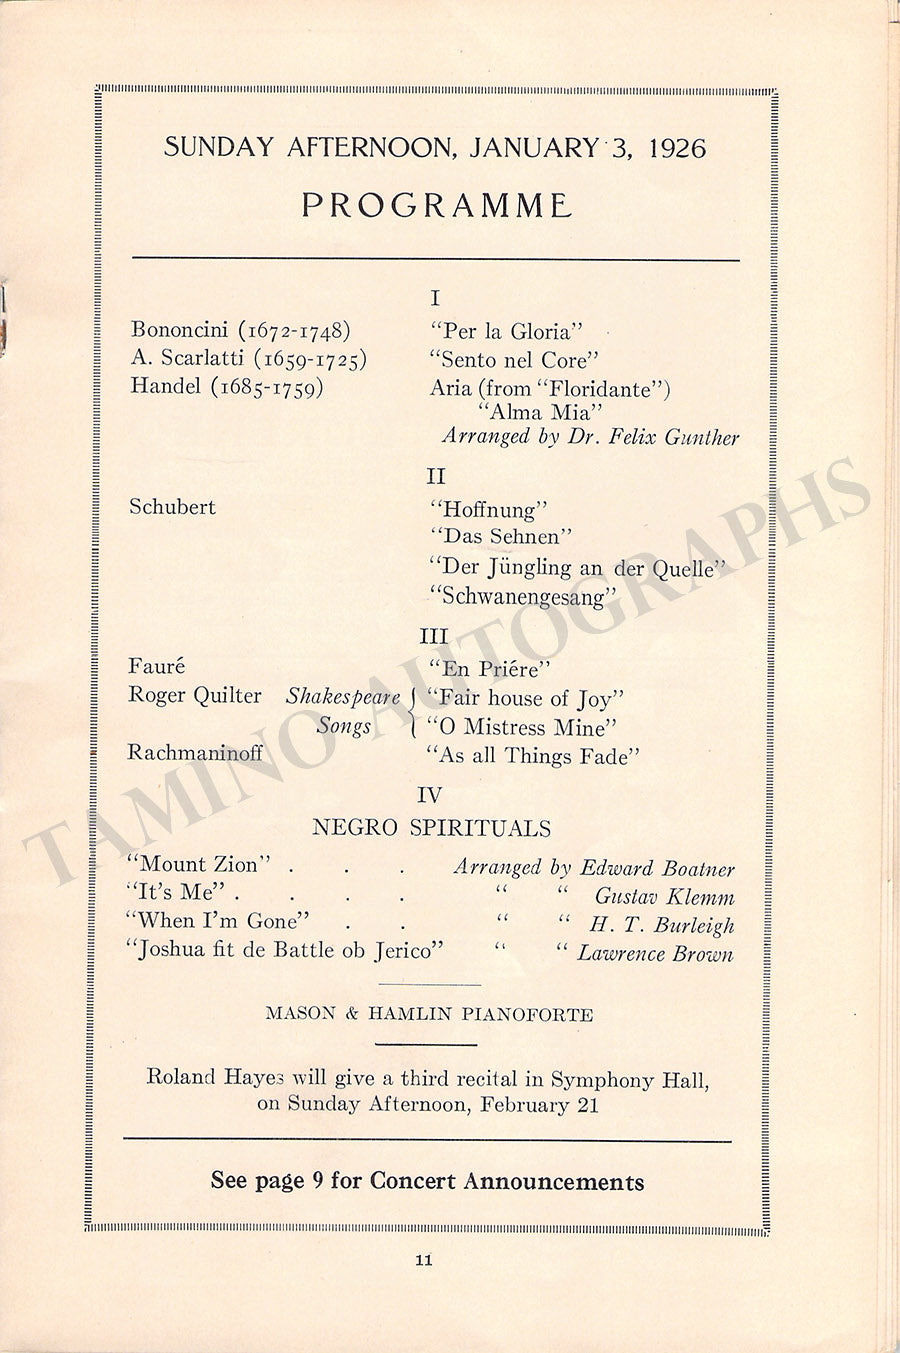 SUNDAY AFTERNOON, JANUARY 3, 1926
PROGRAMME
I
Bononcini (1672-1748) “Per la Gloria”
A. Scarlatti (1659-1725) “Sento nel Core”
Handel (1685-1759) Aria (from “Floridante”)
“Alma Mia”
Arranged by Dr. Felix Gunther
II
Schubert “Hoffnung”
“Das Sehnen”
“Der Jüngling an der Quelle”
“Schwanengesang”
III
Fauré “En Priére”
Roger Quilter Shakespeare “Fair house of Joy”
Songs “O Mistress Mine”
Rachmaninoff “As all Things Fade”
IV
NEGRO SPIRITUALS
“Mount Zion” . . . Arranged by Edward Boatner
“It’s Me” . . . . “ “ Gustav Klemm
“When I’m Gone” . . “ “ H. T. Burleigh
“Joshua fit de Battle ob Jerico” “ “ Lawrence Brown
MASON & HAMLIN PIANOFORTE
Roland Hayes will give a third recital in Symphony Hall,
on Sunday Afternoon, February 21
See page 9 for Concert Announcements
11
TAMINO AUTOGRAPHS